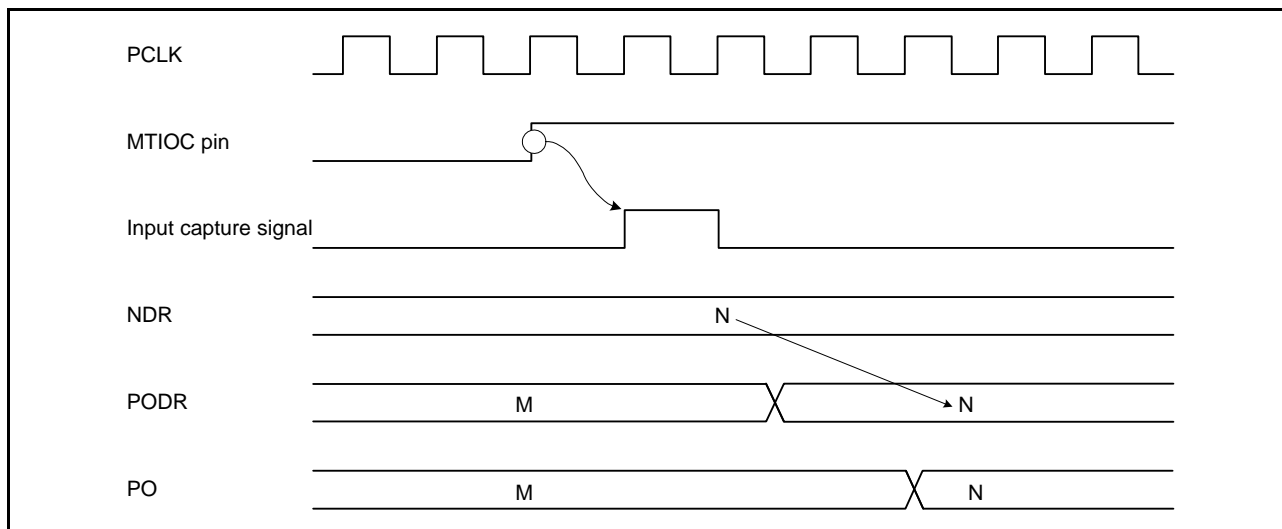 PCLK
MTIOC pin
Input capture signal
NDR
N
PODR
M
N
PO
M
N